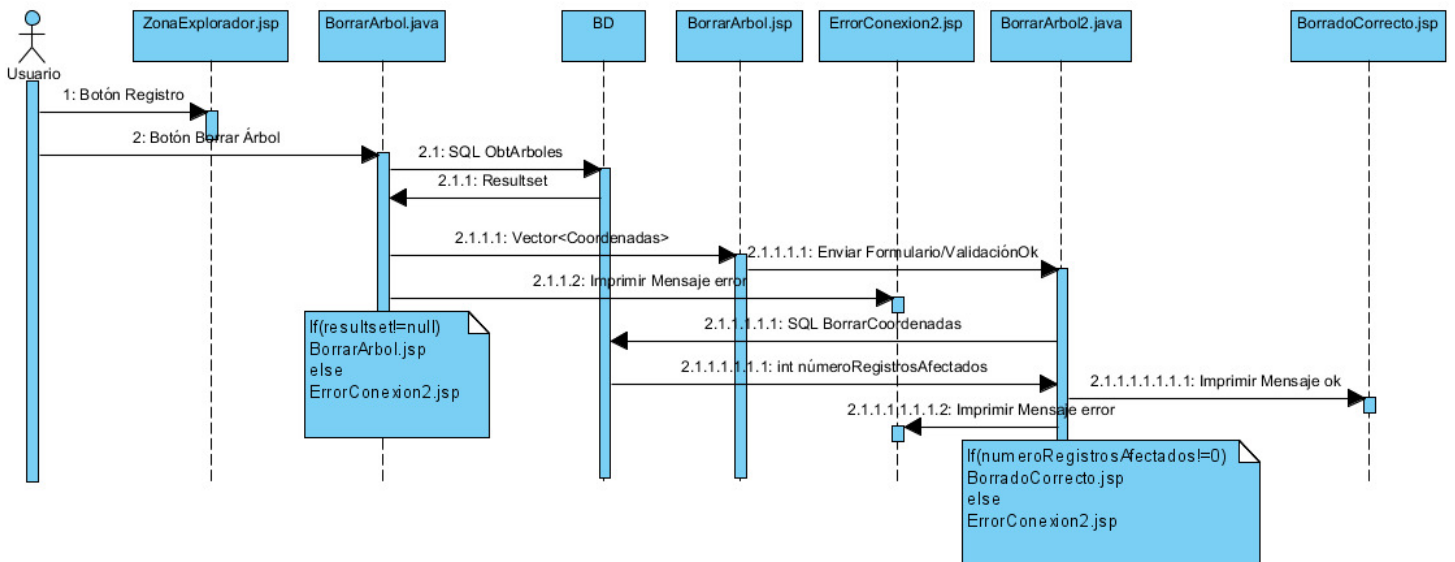 ZonaExplorador.jsp
BorrarArbol.java
BD
BorrarArbol.jsp
ErrorConexion2.jsp
BorrarArbol2.java
BorradoCorrecto.jsp
Usuario
1: Botón Registro
2: Botón Borrar Árbol
2.1: SQL ObtArboles
2.1.1: Resultset
2.1.1.1: Vector<Coordenadas>
2.1.1.1.1: Enviar Formulario/ValidaciónOk
2.1.1.2: Imprimir Mensaje error
2.1.1.1.1.1: SQL BorrarCoordenadas
2.1.1.1.1.1.1: int númeroRegistrosAfectados
2.1.1.1.1.1.1.1: Imprimir Mensaje ok
2.1.1.1.1.1.1.2: Imprimir Mensaje error
If(resultset!=null)
BorrarArbol.jsp
else
ErrorConexion2.jsp
If(numeroRegistrosAfectados!=0)
BorradoCorrecto.jsp
else
ErrorConexion2.jsp